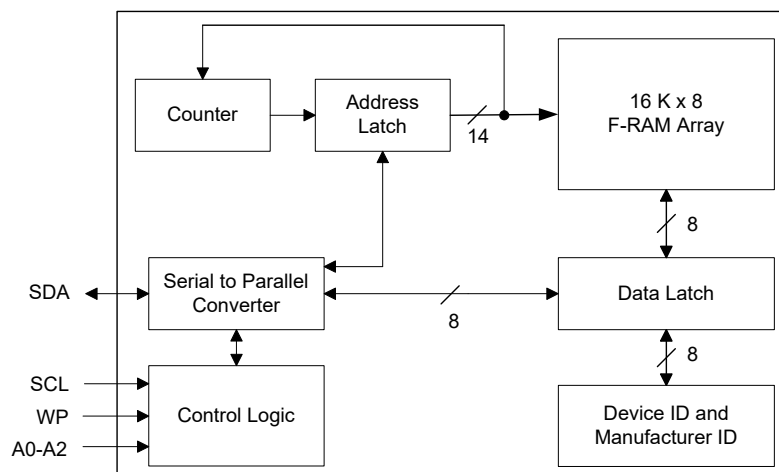 Counter
Address
Latch
14
16 K x 8
F-RAM Array
8
SDA
Serial to Parallel
Converter
8
Data Latch
8
SCL
WP
A0-A2
Control Logic
Device ID and
Manufacturer ID